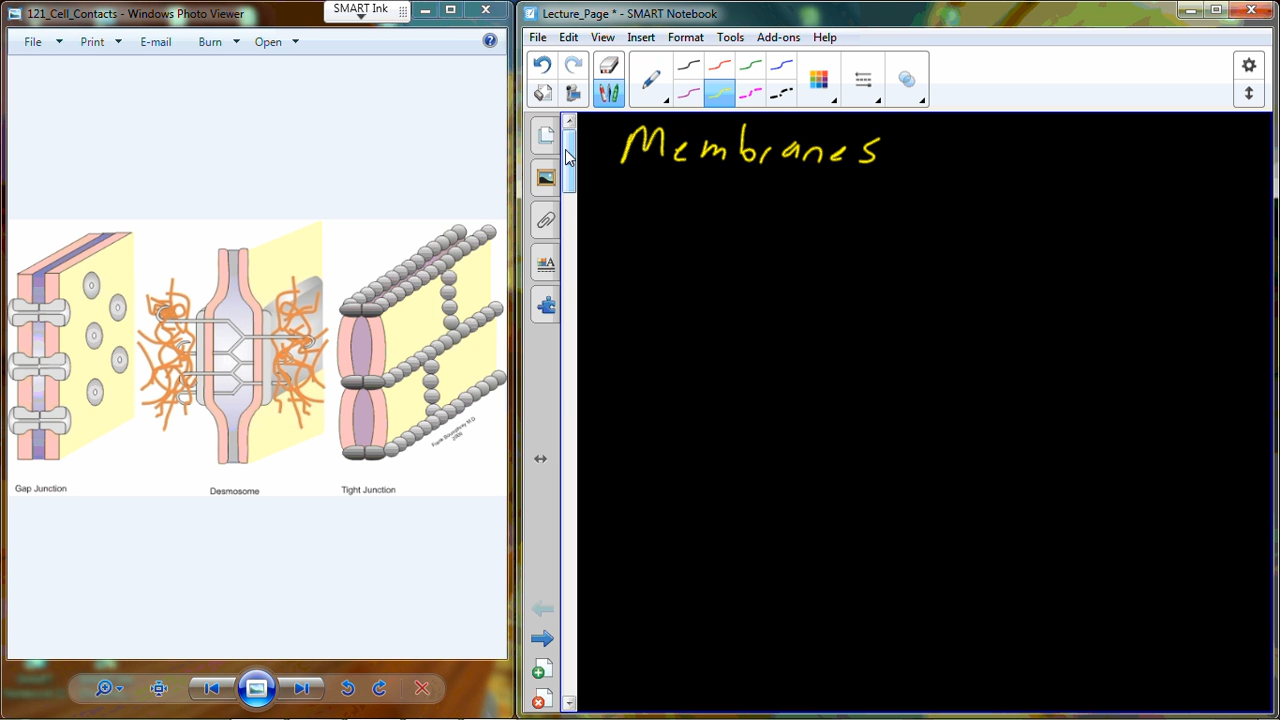 121_Cell_Contacts - Windows Photo Viewer
SMART Ink
File Print E-mail Burn Open
Gap Junction
Desmosome
Tight Junction
2005
Lecture_Page * - SMART Notebook
File Edit View Insert Format Tools Add-ons Help
Membranes